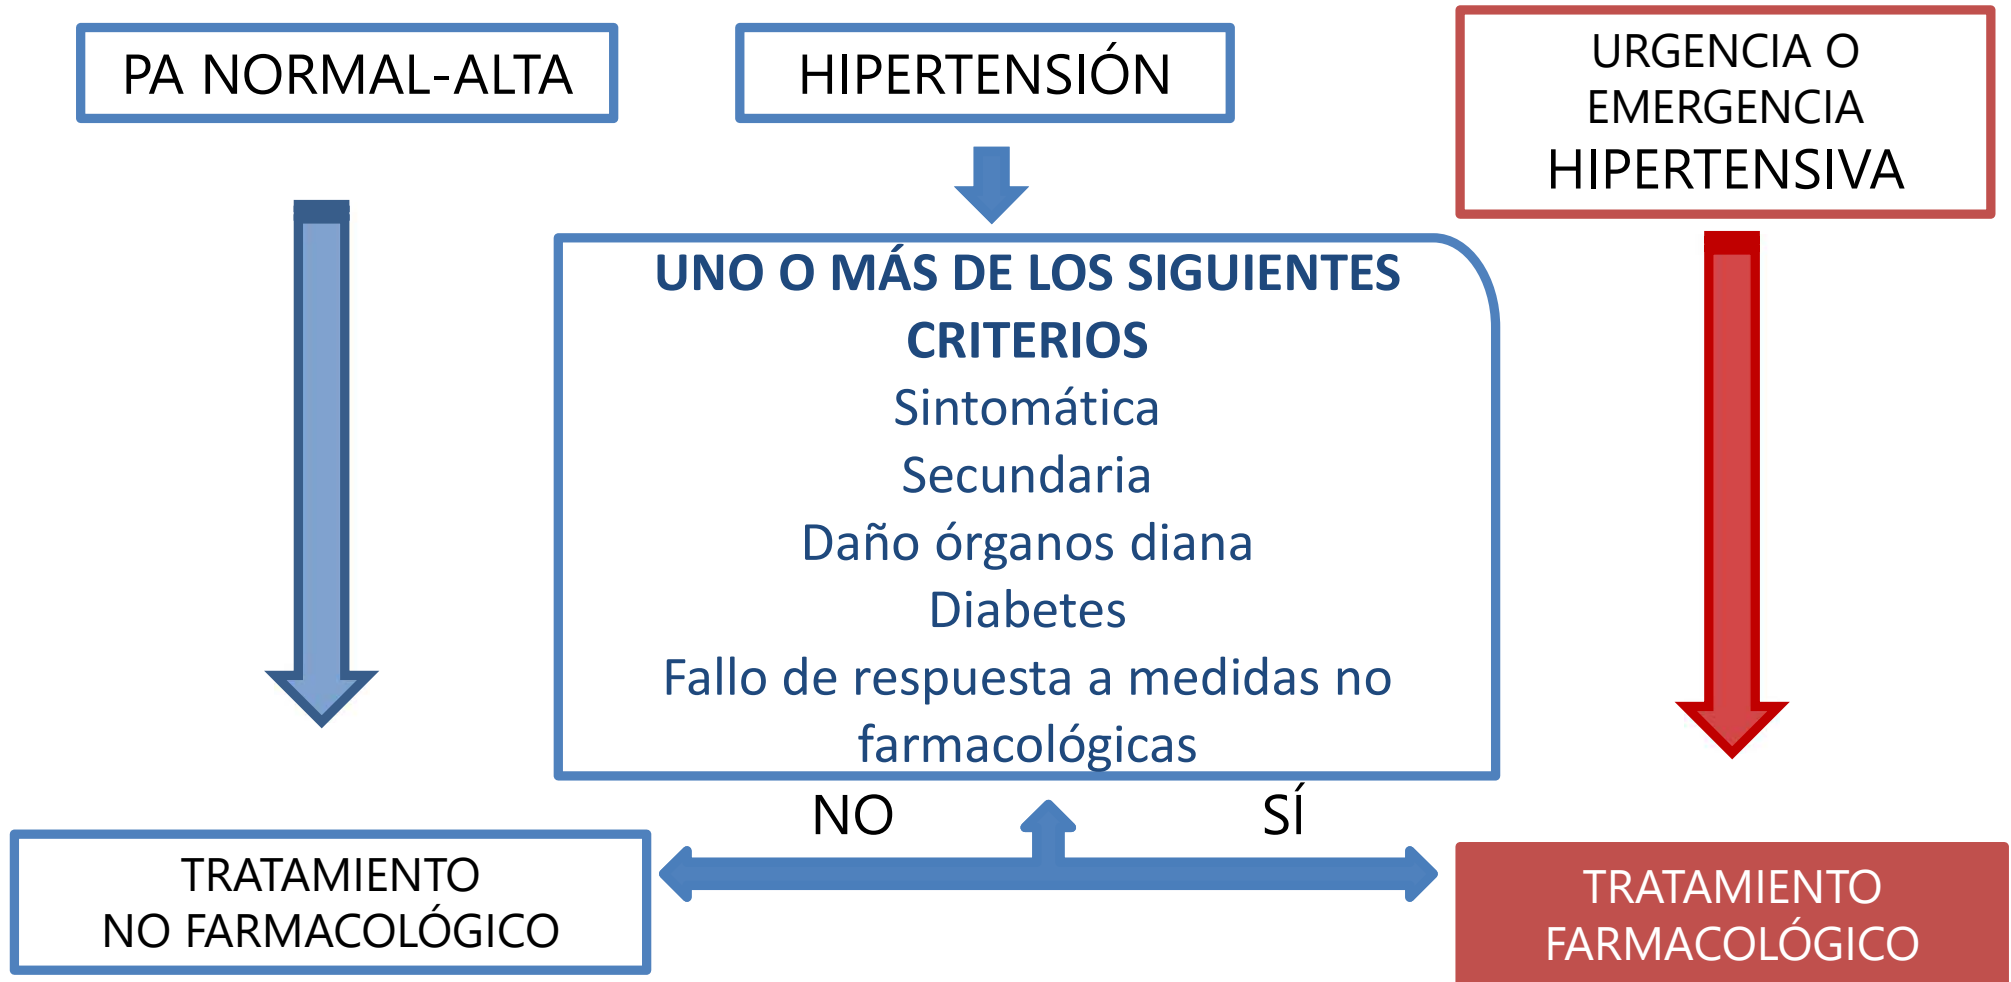 PA NORMAL-ALTA
HIPERTENSIÓN
URGENCIA O
EMERGENCIA
HIPERTENSIVA
UNO O MÁS DE LOS SIGUIENTES
CRITERIOS
Sintomática
Secundaria
Daño órganos diana
Diabetes
Fallo de respuesta a medidas no
farmacológicas
NO
SÍ
TRATAMIENTO
NO FARMACOLÓGICO
TRATAMIENTO
FARMACOLÓGICO